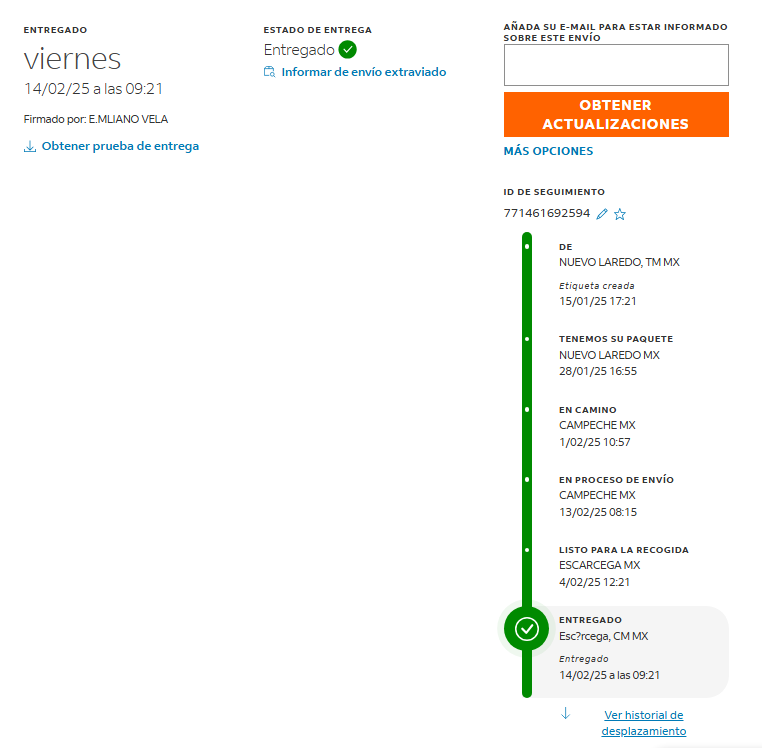 ENTREGADO
viernes
14/02/25 a las 09:21
Firmado por: E.MLIANO VELA
Obtener prueba de entrega
ESTADO DE ENTREGA
Entregado
Informar de envío extraviado
AÑADA SU E-MAIL PARA ESTAR INFORMADO
SOBRE ESTE ENVÍO
OBTENER
ACTUALIZACIONES
MÁS OPCIONES
ID DE SEGUIMIENTO
771461692594
DE
NUEVO LAREDO, TM MX
Etiqueta creada
15/01/25 17:21
TENEMOS SU PAQUETE
NUEVO LAREDO MX
28/01/25 16:55
EN CAMINO
CAMPECHE MX
1/02/25 10:57
EN PROCESO DE ENVÍO
CAMPECHE MX
13/02/25 08:15
LISTO PARA LA RECOGIDA
ESCARCEGA MX
4/02/25 12:21
ENTREGADO
Esc?rcega, CM MX
Entregado
14/02/25 a las 09:21
Ver historial de
desplazamiento